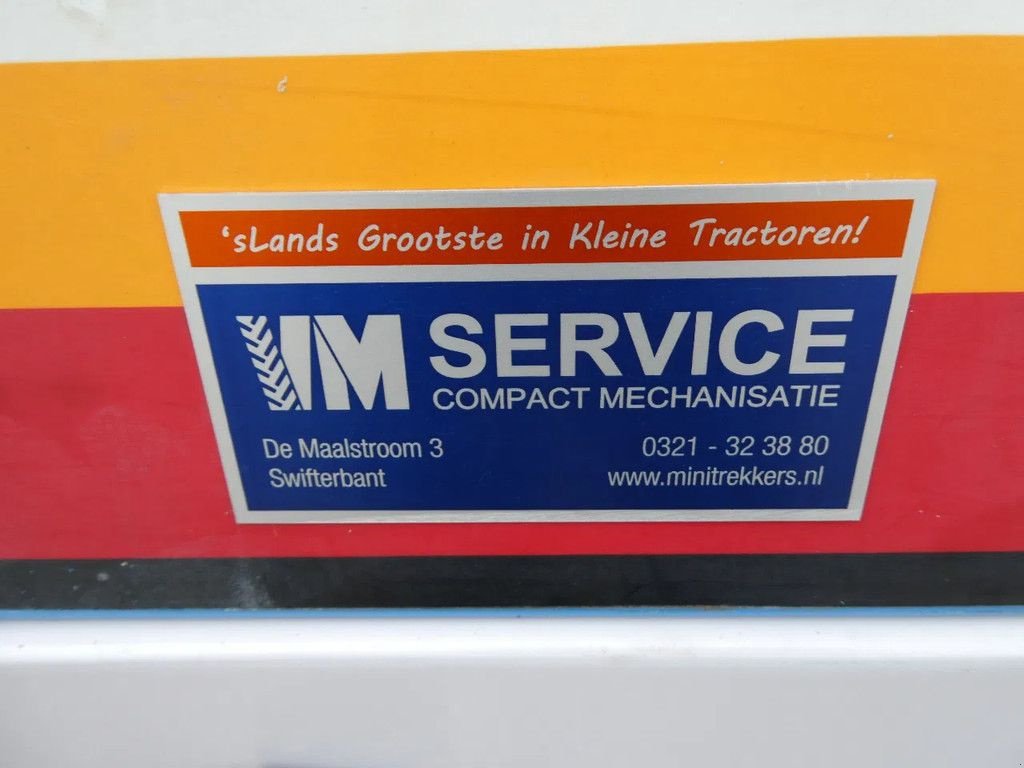 'sLands Grootste in Kleine Tractoren!
VM SERVICE
COMPACT MECHANISATIE
De Maalstroom 3 0321 - 32 38 80
Swifterbant www.minitrekkers.nl